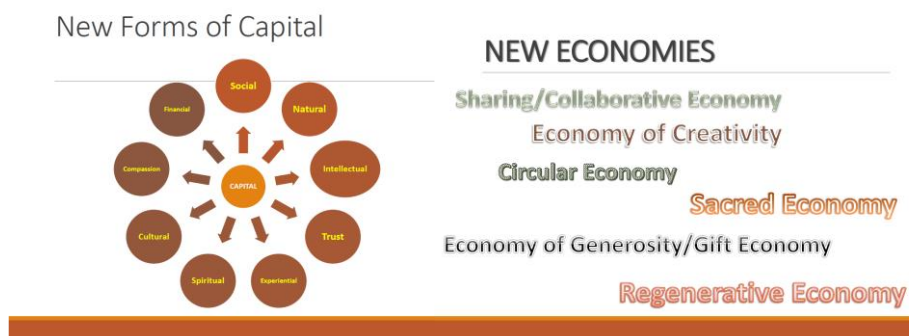 New Forms of Capital
Social
Natural
Intellectual
Trust
Experiential
Spiritual
Cultural
Compassion
Financial
CAPITAL
NEW ECONOMIES
Sharing/Collaborative Economy
Economy of Creativity
Circular Economy
Sacred Economy
Economy of Generosity/Gift Economy
Regenerative Economy